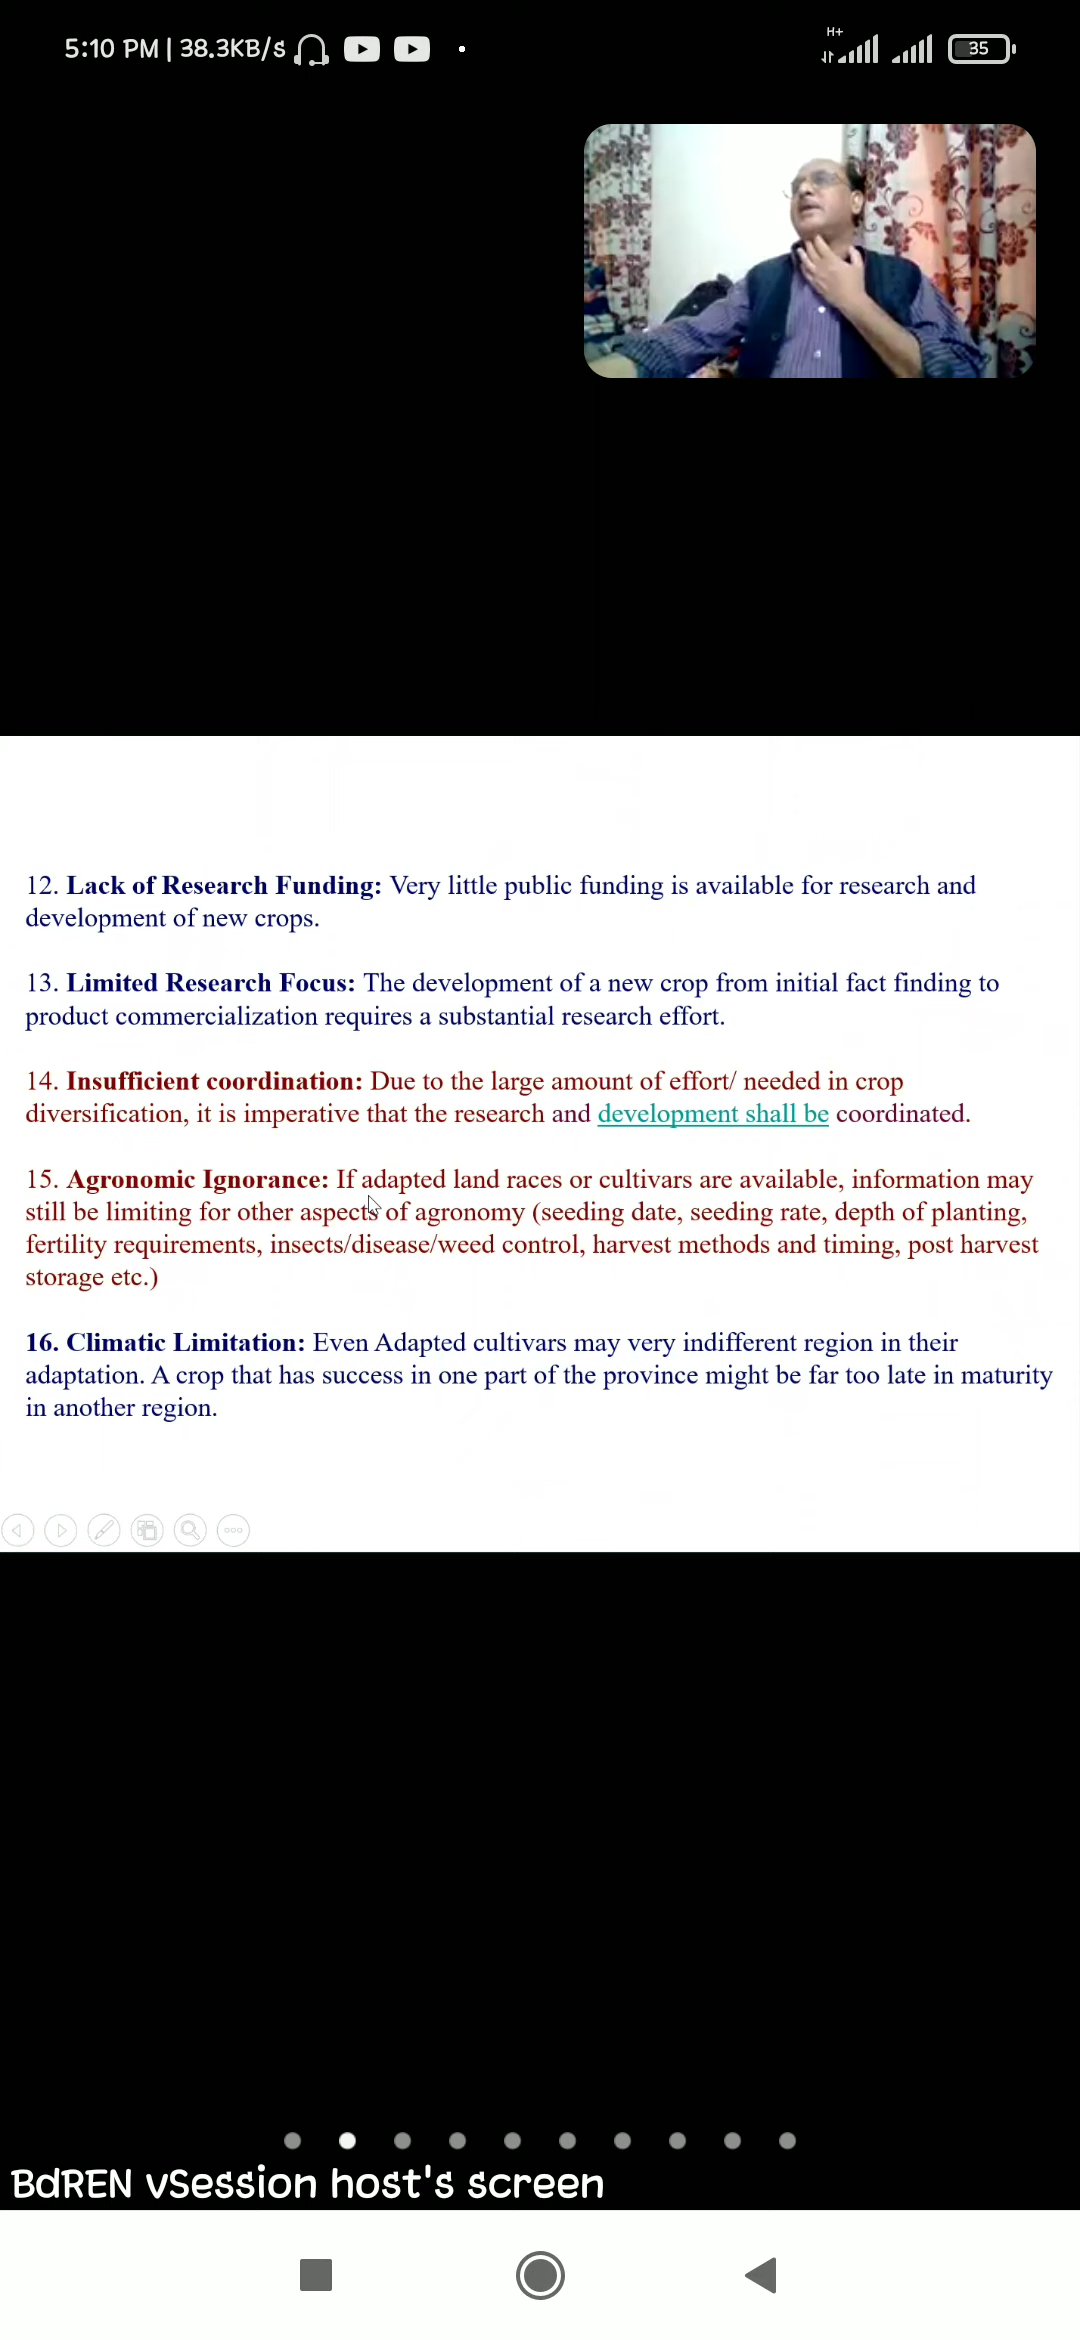 5:10 PM | 38.3KB/s
H+
35
12. Lack of Research Funding: Very little public funding is available for research and
development of new crops.
13. Limited Research Focus: The development of a new crop from initial fact finding to
product commercialization requires a substantial research effort.
14. Insufficient coordination: Due to the large amount of effort/ needed in crop
diversification, it is imperative that the research and development shall be coordinated.
15. Agronomic Ignorance: If adapted land races or cultivars are available, information may
still be limiting for other aspects of agronomy (seeding date, seeding rate, depth of planting,
fertility requirements, insects/disease/weed control, harvest methods and timing, post harvest
storage etc.)
16. Climatic Limitation: Even Adapted cultivars may very indifferent region in their
adaptation. A crop that has success in one part of the province might be far too late in maturity
in another region.
BdREN vSession host's screen